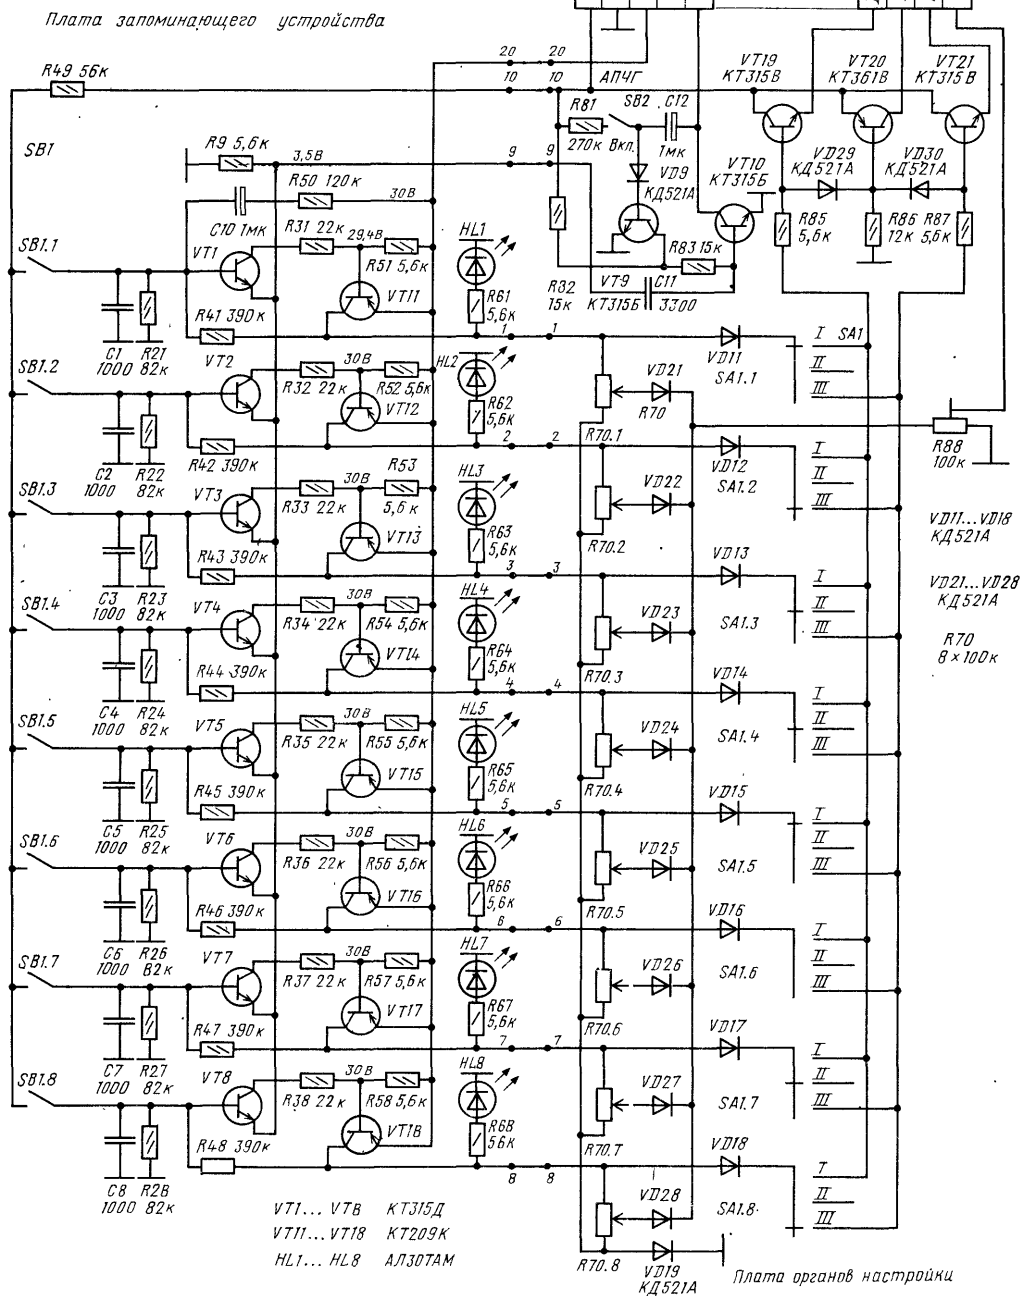 Плата запоминающего устройства
20 20
10 10
АПЧГ
R49 56к
R81
270к
SB2
Вкл.
C12
1мк
VT19
КТ315В
VT20
КТ361В
VT21
КТ315В
SB1
R9 5,6к
3,5В
9 9
VD9
КД521А
VT10
КТ315Б
VD29
КД521А
VD30
КД521А
R50 120к
30В
C10 1мк
R31 22к
29,4В
R51 5,6к
HL1
R85
5,6к
R86
12к
R87
5,6к
SB1.1
VT1
VT11
R61
5,6к
R82
15к
VT9
КТ315Б
R83 15к
C11
3300
R41 390к
1 1
C1
1000
R21
82к
VD11
SA1.1
I SA1
II
III
SB1.2
VT2
R32 22к
30В
R52 5,6к
VT12
HL2
R62
5,6к
VD21
R70
R70.1
R88
100к
R42 390к
2 2
C2
1000
R22
82к
VD12
SA1.2
I
II
III
SB1.3
VT3
R33 22к
30В
R53
5,6к
VT13
HL3
R63
5,6к
VD22
R70.2
VD11...VD18
КД521А
R43 390к
3 3
C3
1000
R23
82к
VD13
SA1.3
I
II
III
VD21...VD28
КД521А
R70
8×100к
SB1.4
VT4
R34 22к
30В
R54 5,6к
VT14
HL4
R64
5,6к
VD23
R70.3
R44 390к
4 4
C4
1000
R24
82к
VD14
SA1.4
I
II
III
SB1.5
VT5
R35 22к
30В
R55 5,6к
VT15
HL5
R65
5,6к
VD24
R70.4
R45 390к
5 5
C5
1000
R25
82к
VD15
SA1.5
I
II
III
SB1.6
VT6
R36 22к
30В
R56 5,6к
VT16
HL6
R66
5,6к
VD25
R70.5
R46 390к
6 6
C6
1000
R26
82к
VD16
SA1.6
I
II
III
SB1.7
VT7
R37 22к
30В
R57 5,6к
VT17
HL7
R67
5,6к
VD26
R70.6
R47 390к
7 7
C7
1000
R27
82к
VD17
SA1.7
I
II
III
SB1.8
VT8
R38 22к
30В
R58 5,6к
VT18
HL8
R68
56к
VD27
R70.7
R48 390к
8 8
C8
1000
R28
82к
VD18
SA1.8
I
II
III
VT1... VT8 КТ315Д
VT11...VT18 КТ209К
HL1... HL8 АЛ307АМ
VD28
R70.8
VD19
КД521А
Плата органов настройки